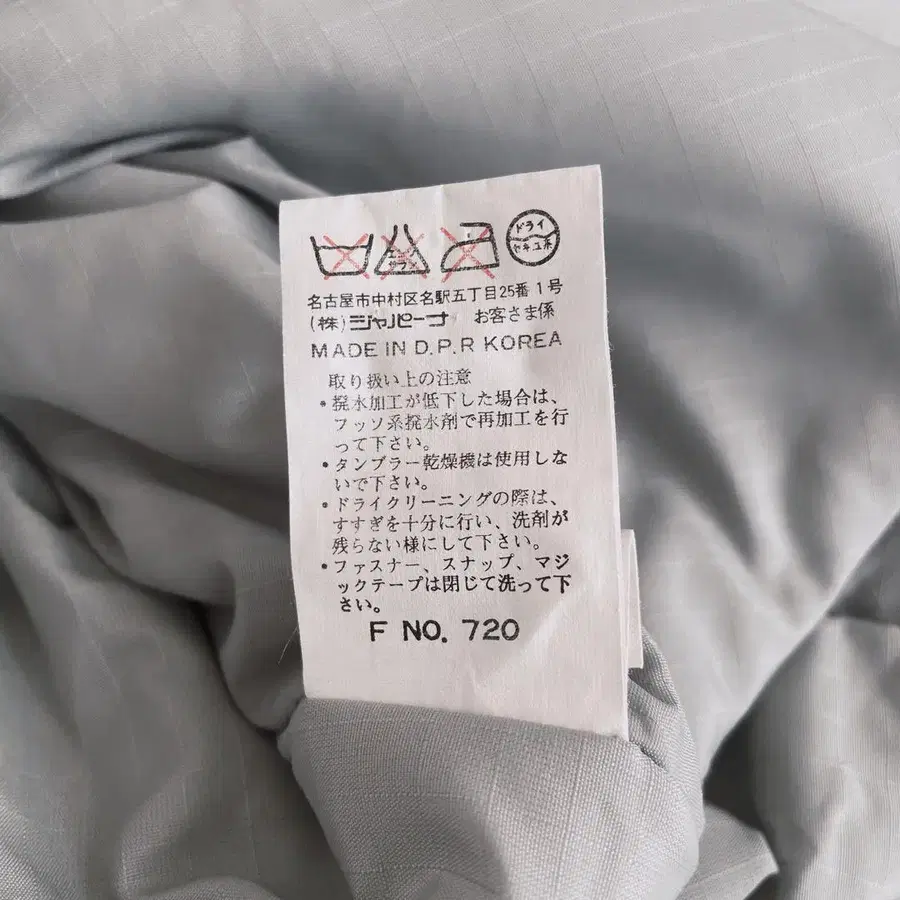 ドライ
セキユ系
エンソ
サラシ
名古屋市中村区名駅五丁目25番1号
(株)ジャパーナ お客さま係
MADE IN D.P.R KOREA
取り扱い上の注意
・撥水加工が低下した場合は、
フッソ系撥水剤で再加工を行
って下さい。
・タンブラー乾燥機は使用しな
いで下さい。
・ドライクリーニングの際は、
すすぎを十分に行い、洗剤が
残らない様にして下さい。
・ファスナー、スナップ、マジ
ックテープは閉じて洗って下
さい。
F NO. 720